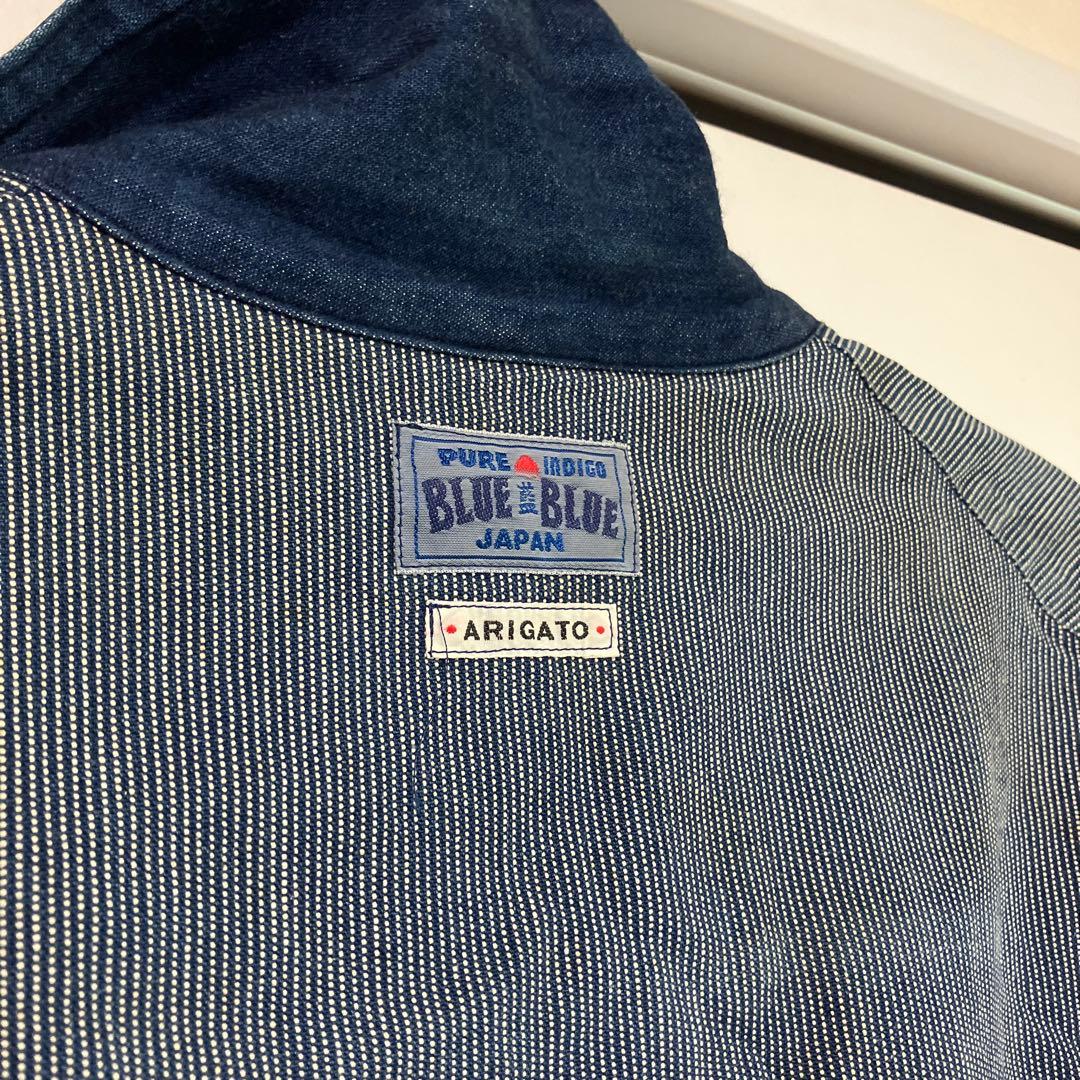 PURE INDIGO
BLUE BLUE
JAPAN
• ARIGATO •